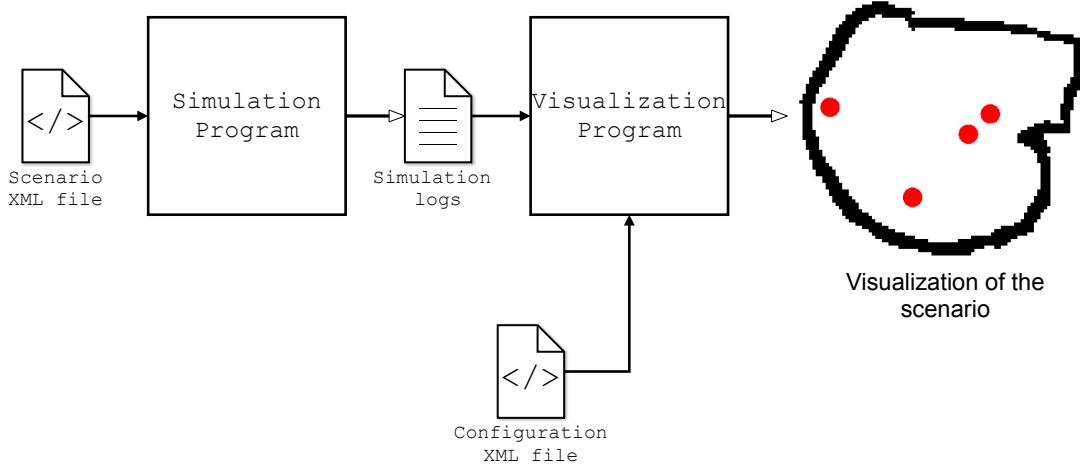 </>
Scenario
XML file
Simulation
Program
Simulation
logs
Visualization
Program
</>
Configuration
XML file
Visualization of the
scenario